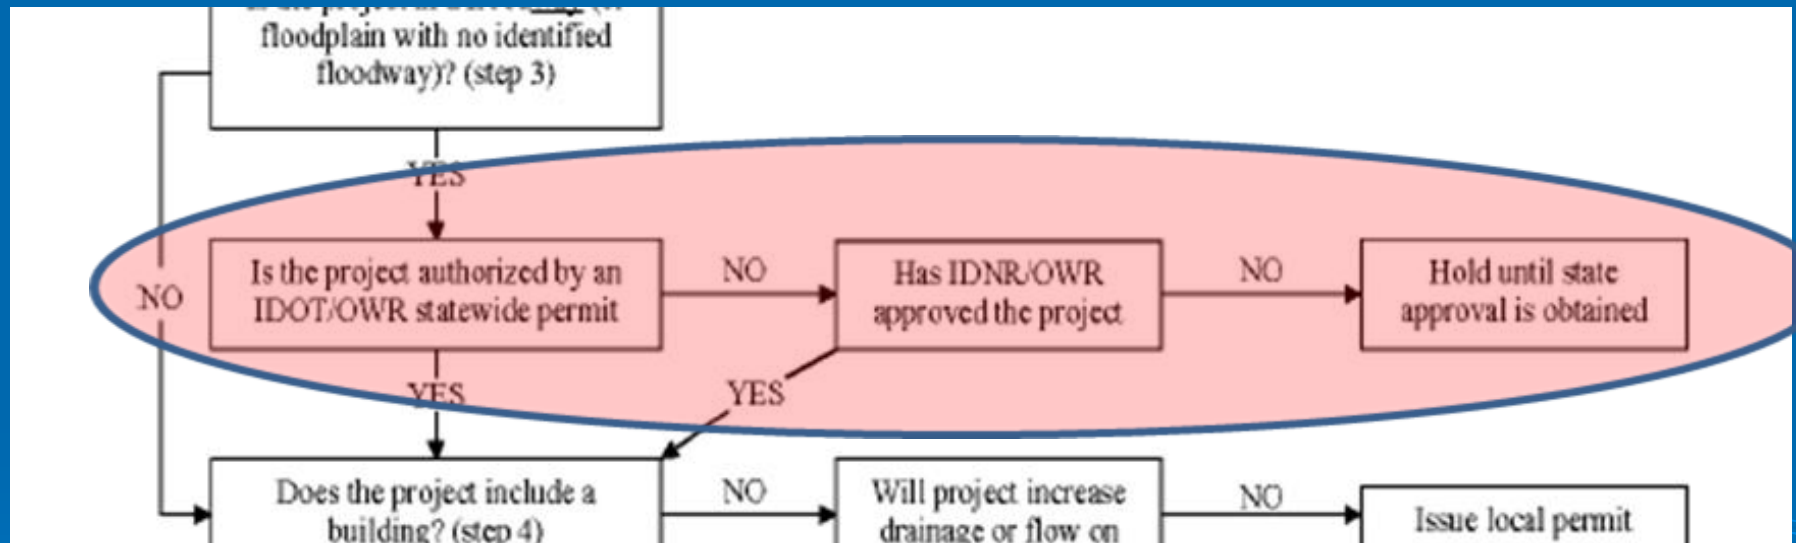 floodplain with no identified
floodway)? (step 3)
YES
NO
Is the project authorized by an
IDOT/OWR statewide permit
NO
Has IDNR/OWR
approved the project
NO
Hold until state
approval is obtained
YES
YES
Does the project include a
building? (step 4)
NO
Will project increase
drainage or flow on
NO
Issue local permit